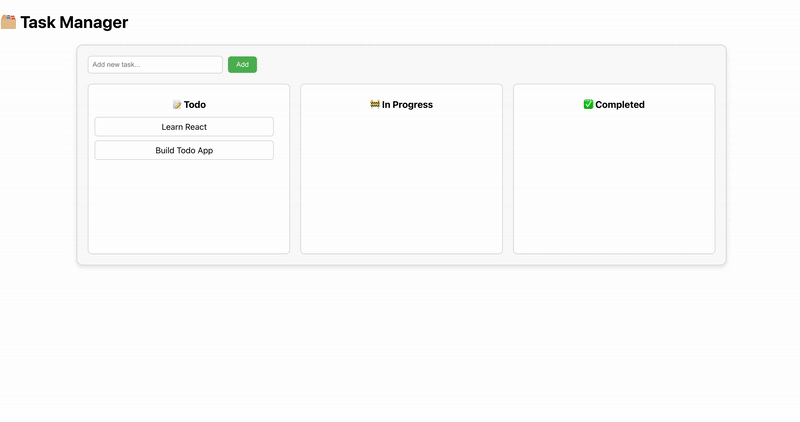 Task Manager
Add new task...
Add
Todo
Learn React
Build Todo App
In Progress
Completed